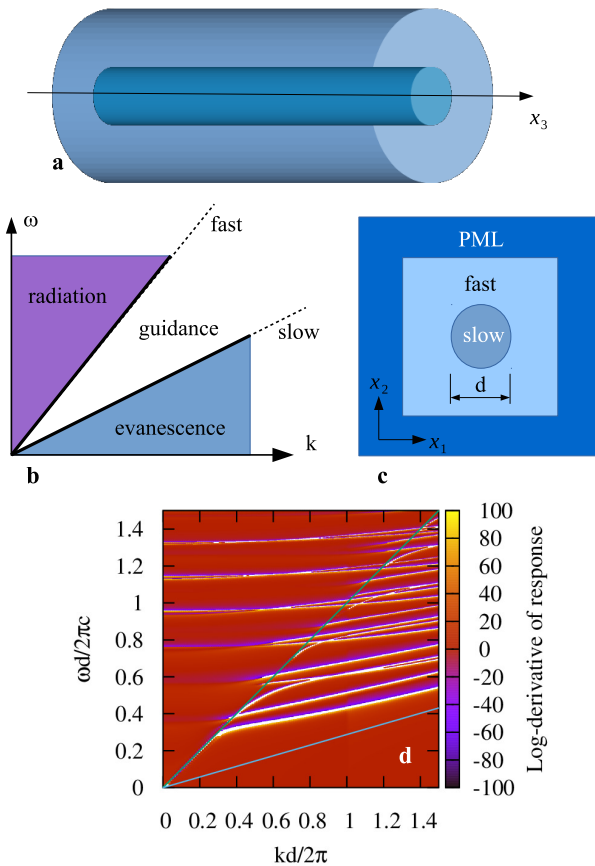 x3
a
ω
fast
radiation
guidance
slow
evanescence
k
b
PML
fast
slow
d
x2
x1
c
100
80
60
40
20
0
-20
-40
-60
-80
-100
Log-derivative of response
1.4
1.2
1
0.8
0.6
0.4
0.2
0
ωd/2πc
d
0 0.2 0.4 0.6 0.8 1 1.2 1.4
kd/2π